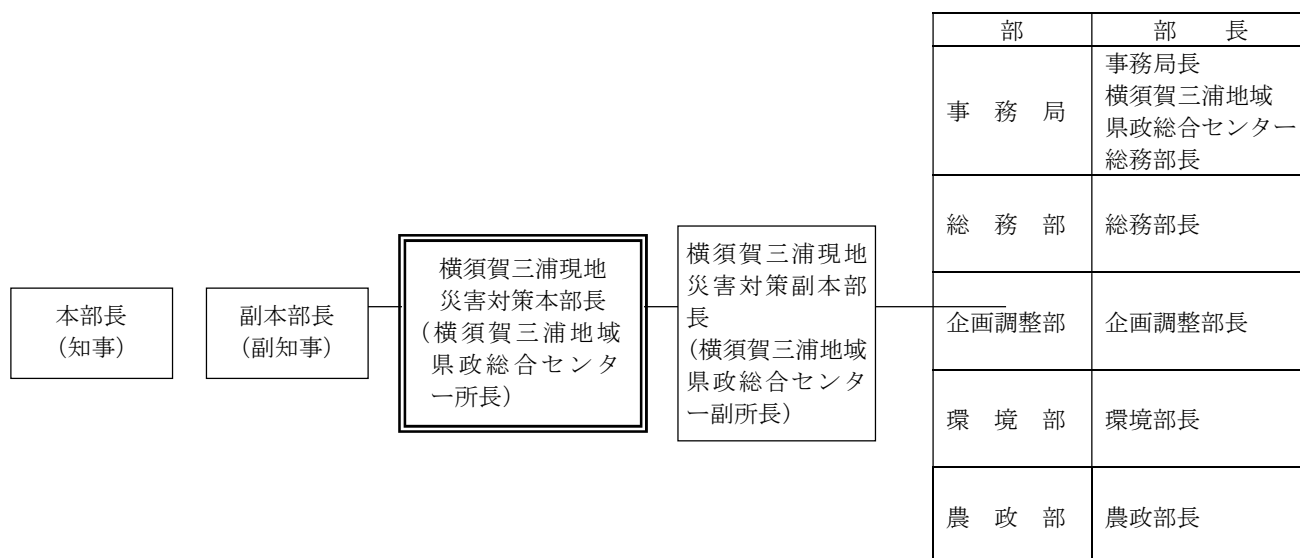 本部長
(知事)
副本部長
(副知事)
横須賀三浦現地
災害対策本部長
(横須賀三浦地域
県政総合センタ
ー所長)
横須賀三浦現地
災害対策副本部
長
(横須賀三浦地域
県政総合センタ
ー副所長)
部 部　長
事　務　局
事務局長
横須賀三浦地域
県政総合センター
総務部長
総　務　部 総務部長
企画調整部 企画調整部長
環　境　部 環境部長
農　政　部 農政部長